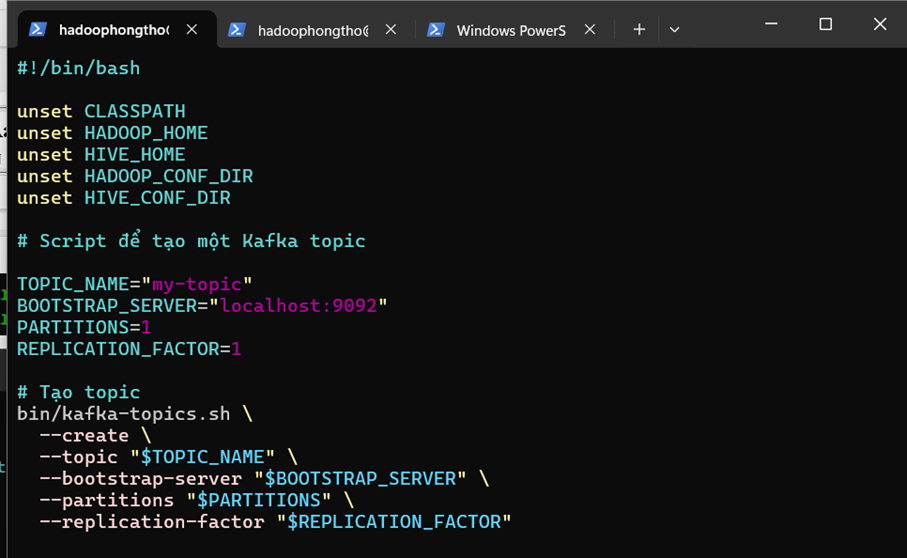 hadoophongtho@
hadoophongtho@
Windows PowerS
#!/bin/bash
unset CLASSPATH
unset HADOOP_HOME
unset HIVE_HOME
unset HADOOP_CONF_DIR
unset HIVE_CONF_DIR
# Script để tạo một Kafka topic
TOPIC_NAME="my-topic"
BOOTSTRAP_SERVER="localhost:9092"
PARTITIONS=1
REPLICATION_FACTOR=1
# Tạo topic
bin/kafka-topics.sh \
--create \
--topic "$TOPIC_NAME" \
--bootstrap-server "$BOOTSTRAP_SERVER" \
--partitions "$PARTITIONS" \
--replication-factor "$REPLICATION_FACTOR"